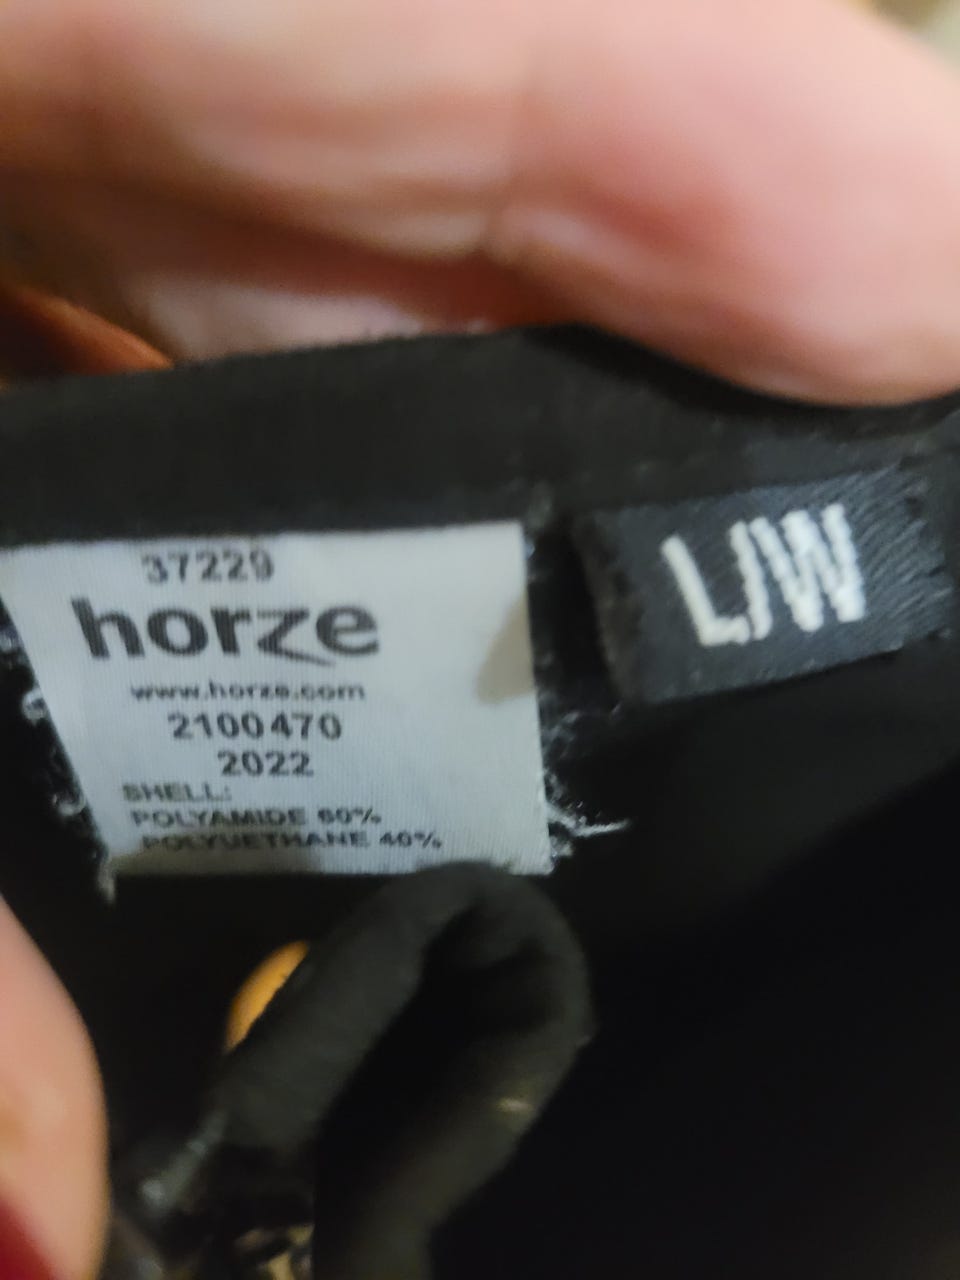 37229
horze
www.horze.com
2100470
2022
SHELL:
POLYAMIDE 60%
POLYUETHANE 40%
L/W